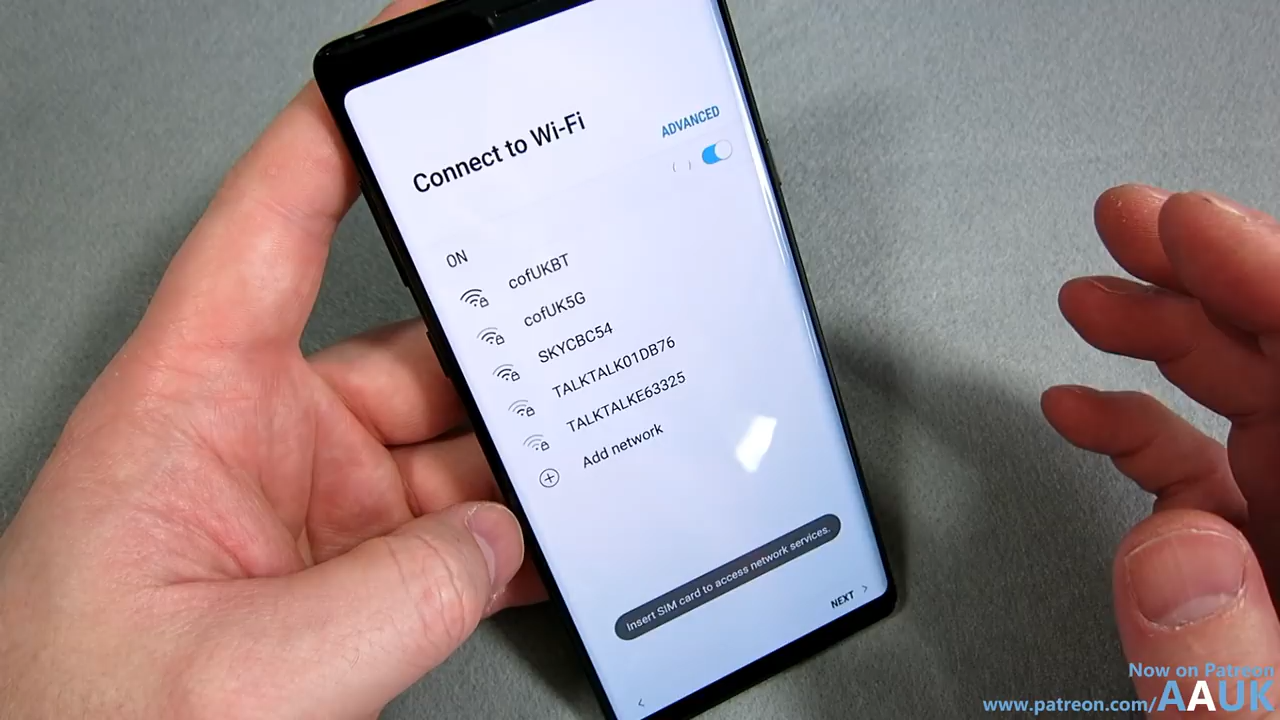 Connect to Wi-Fi
ADVANCED
ON
cofUKBT
cofUK5G
SKYCBC54
TALKTALK01DB76
TALKTALKE63325
Add network
Insert SIM card to access network services.
NEXT
Now on Patreon
www.patreon.com/AAUK